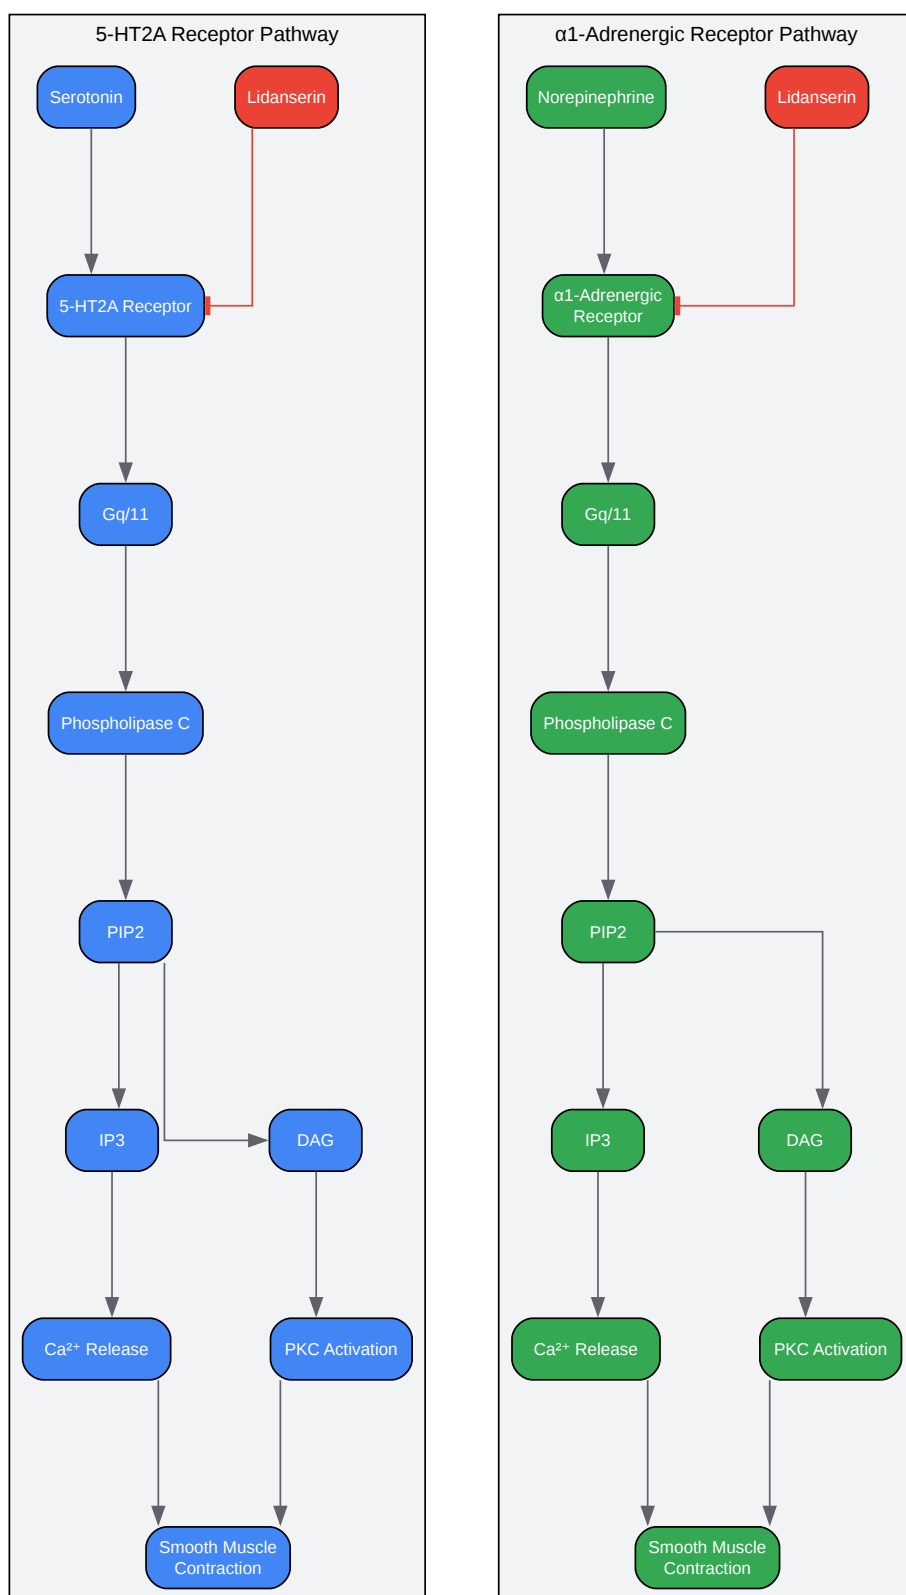 5-HT2A Receptor Pathway
Serotonin
Lidanserin
5-HT2A Receptor
Gq/11
Phospholipase C
PIP2
IP3
DAG
Ca²⁺ Release
PKC Activation
Smooth Muscle
Contraction
α1-Adrenergic Receptor Pathway
Norepinephrine
Lidanserin
α1-Adrenergic
Receptor
Gq/11
Phospholipase C
PIP2
IP3
DAG
Ca²⁺ Release
PKC Activation
Smooth Muscle
Contraction